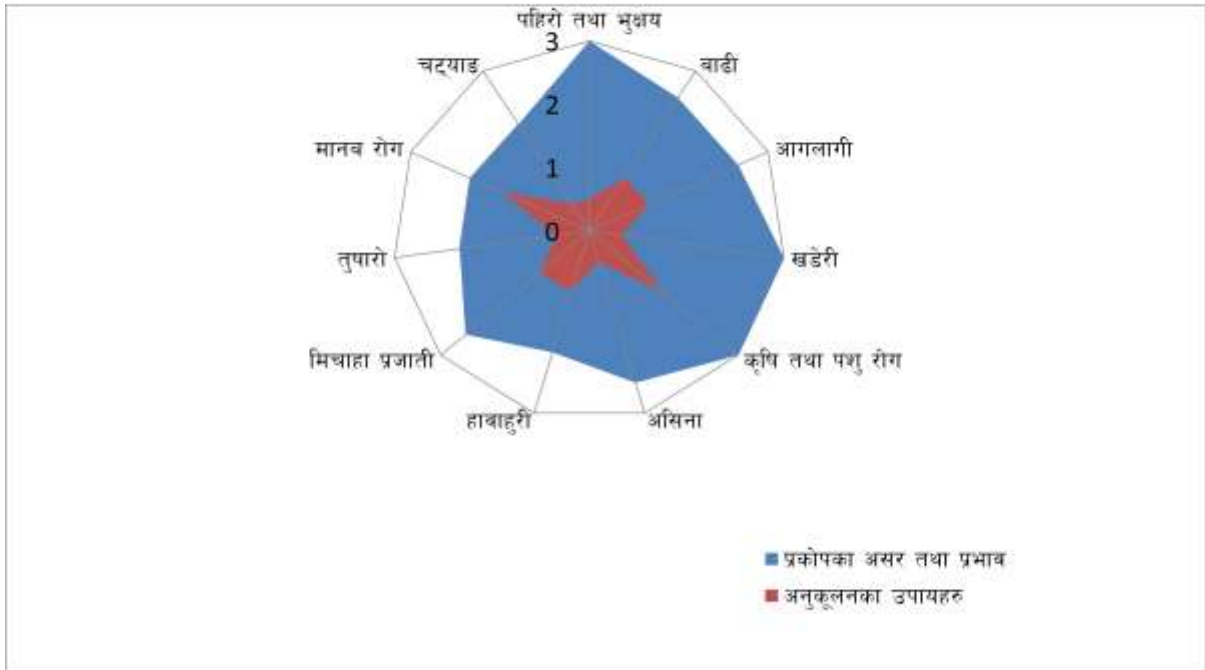 पहिरो तथा भुक्षय
बाढी
आगलागी
खडेरी
कृषि तथा पशु रोग
असिना
हावाहुरी
मिचाहा प्रजाती
तुषारो
मानव रोग
चट्याङ
3
2
1
0
प्रकोपका असर तथा प्रभाव
अनुकूलनका उपायहरु